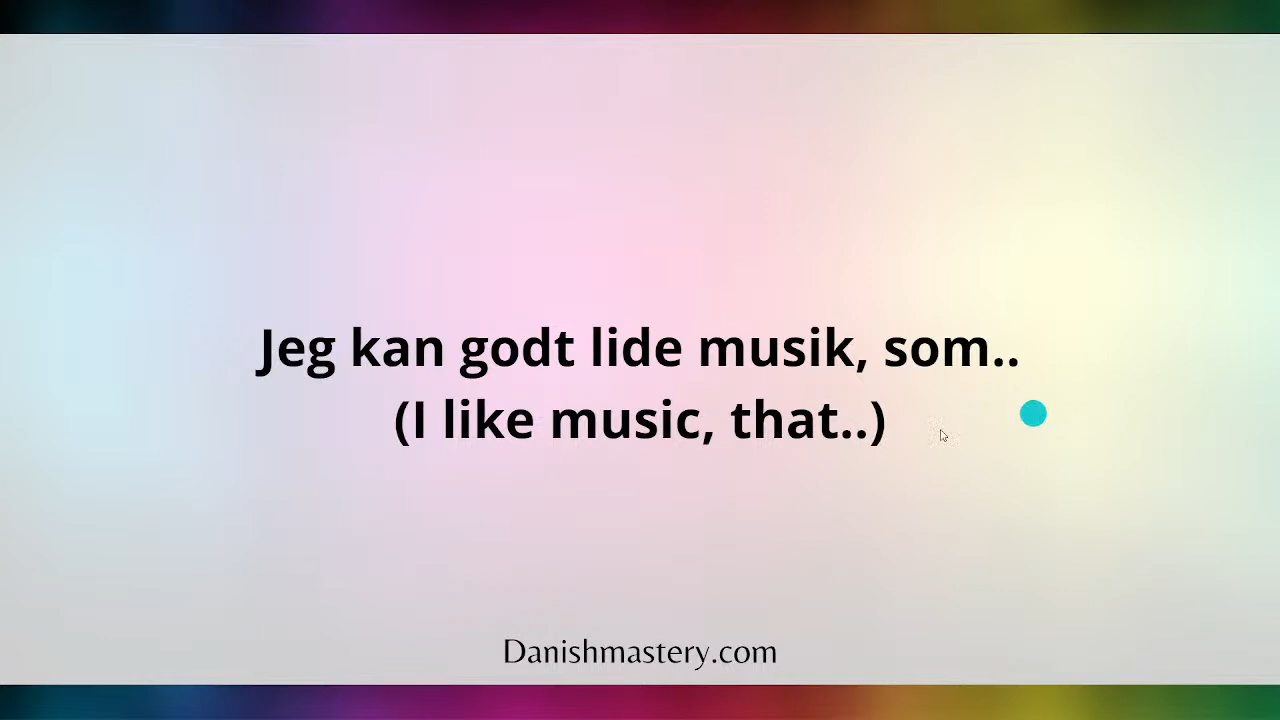 Jeg kan godt lide musik, som..
(I like music, that..)
Danishmastery.com